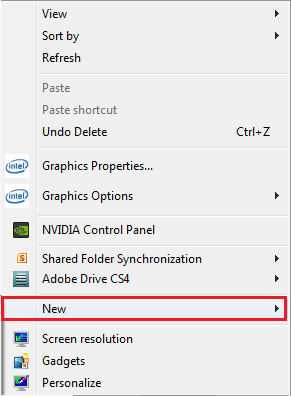 View
Sort by
Refresh
Paste
Paste shortcut
Undo Delete Ctrl+Z
intel Graphics Properties...
intel Graphics Options
NVIDIA Control Panel
S Shared Folder Synchronization
Adobe Drive CS4
New
Screen resolution
Gadgets
Personalize